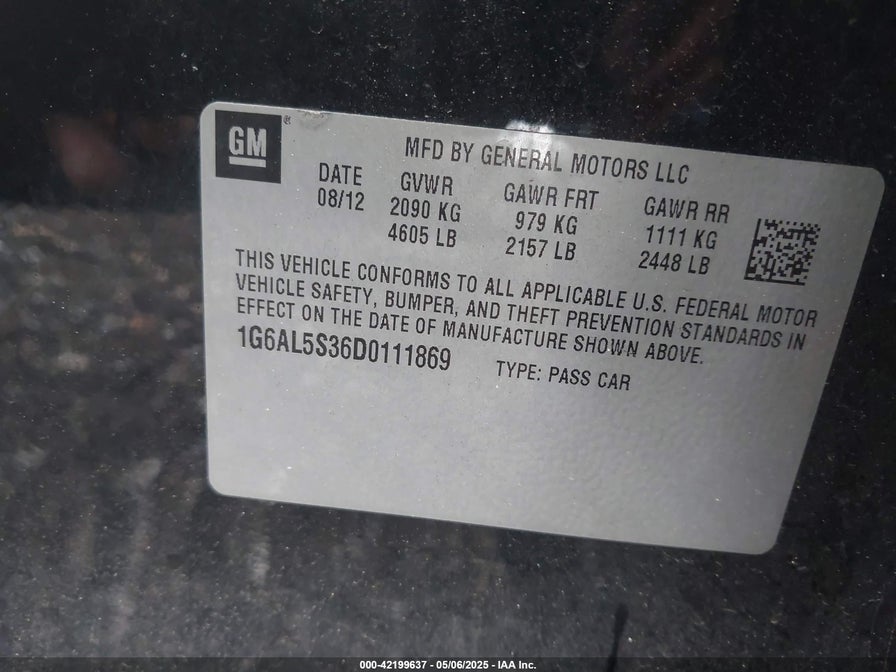 GM ®
MFD BY GENERAL MOTORS LLC
DATE GVWR GAWR FRT GAWR RR
08/12 2090 KG 979 KG 1111 KG
4605 LB 2157 LB 2448 LB
THIS VEHICLE CONFORMS TO ALL APPLICABLE U.S. FEDERAL MOTOR
VEHICLE SAFETY, BUMPER, AND THEFT PREVENTION STANDARDS IN
EFFECT ON THE DATE OF MANUFACTURE SHOWN ABOVE.
1G6AL5S36D0111869 TYPE: PASS CAR
000-42199637 - 05/06/2025 - IAA Inc.